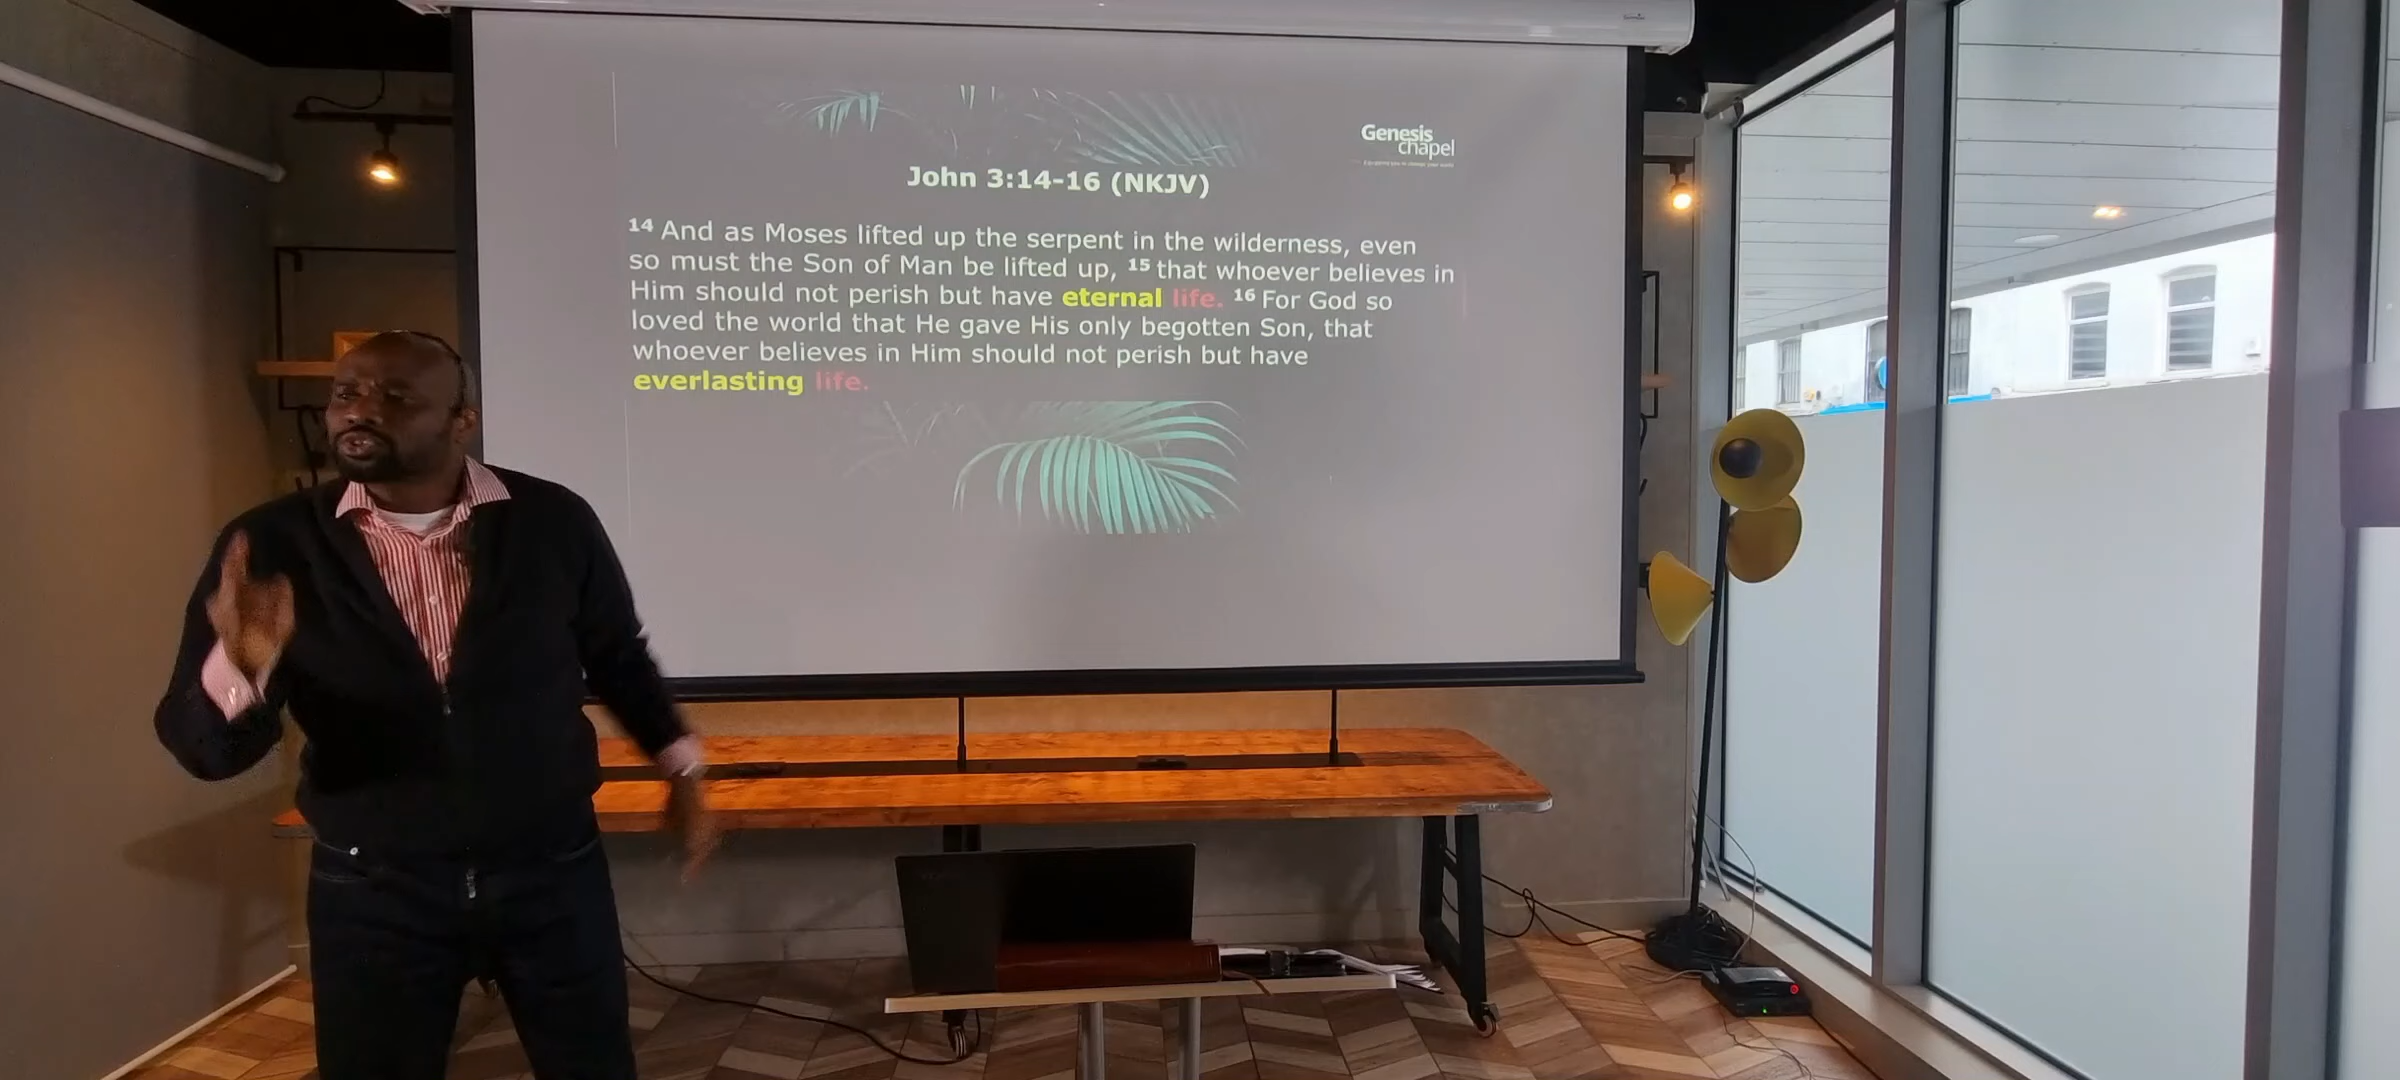 Genesis
chapel
John 3:14-16 (NKJV)
14 And as Moses lifted up the serpent in the wilderness, even
so must the Son of Man be lifted up, 15 that whoever believes in
Him should not perish but have eternal life. 16 For God so
loved the world that He gave His only begotten Son, that
whoever believes in Him should not perish but have
everlasting life.